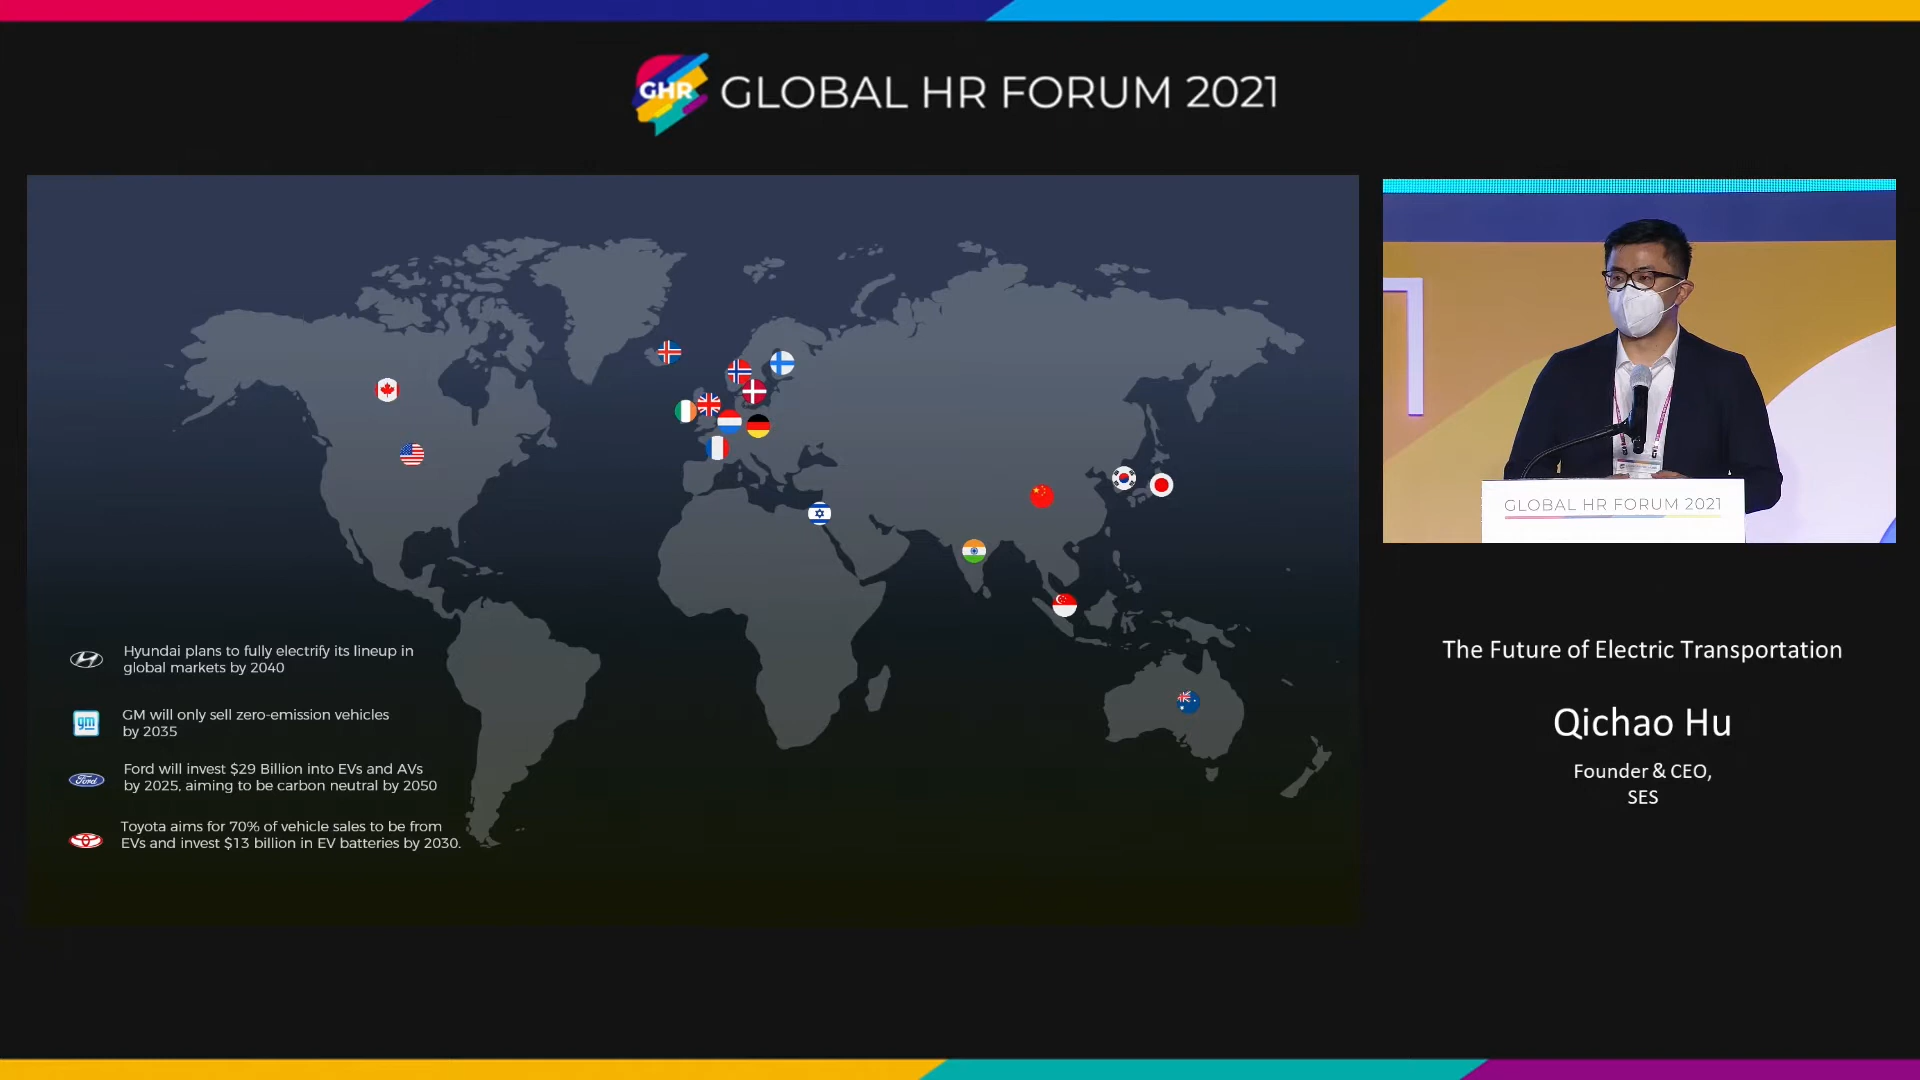 GHR GLOBAL HR FORUM 2021
Hyundai plans to fully electrify its lineup in
global markets by 2040
gm
GM will only sell zero-emission vehicles
by 2035
Ford
Ford will invest $29 Billion into EVs and AVs
by 2025, aiming to be carbon neutral by 2050
Toyota aims for 70% of vehicle sales to be from
EVs and invest $13 billion in EV batteries by 2030.
GLOBAL HR FORUM 2021
The Future of Electric Transportation
Qichao Hu
Founder & CEO,
SES